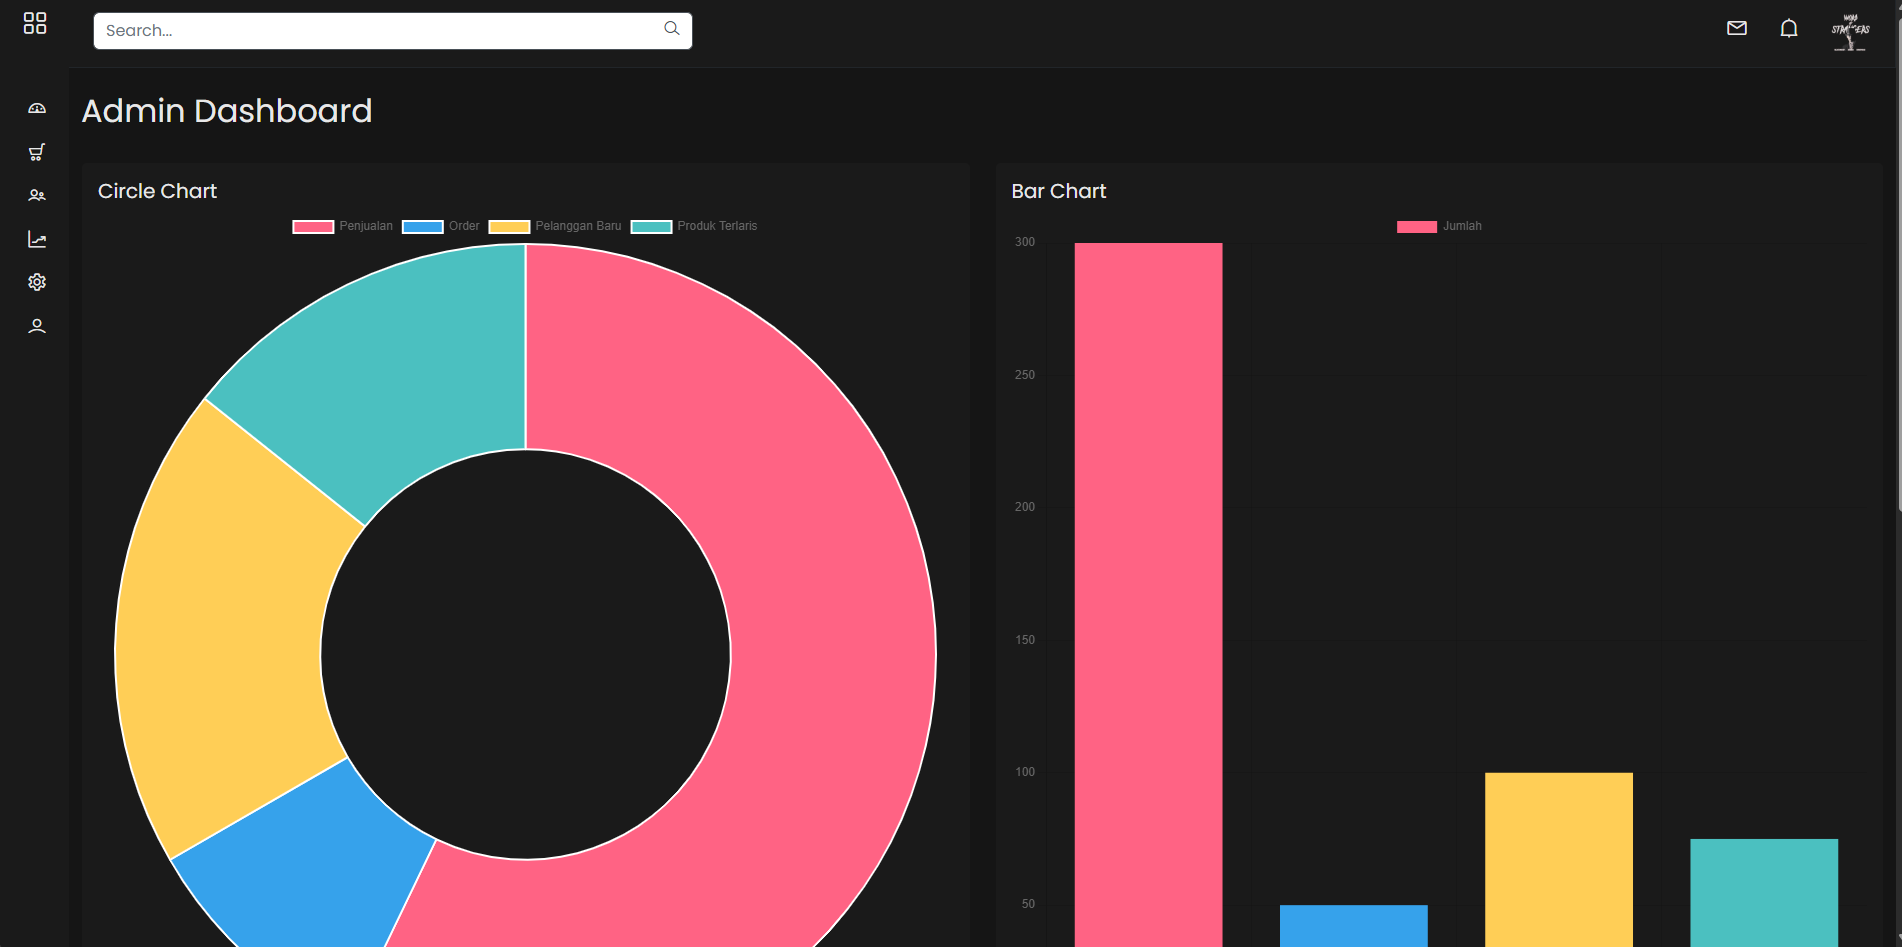 Search...
Admin Dashboard
Circle Chart
Penjualan Order Pelanggan Baru Produk Terlaris
Bar Chart
Jumlah
300
250
200
150
100
50